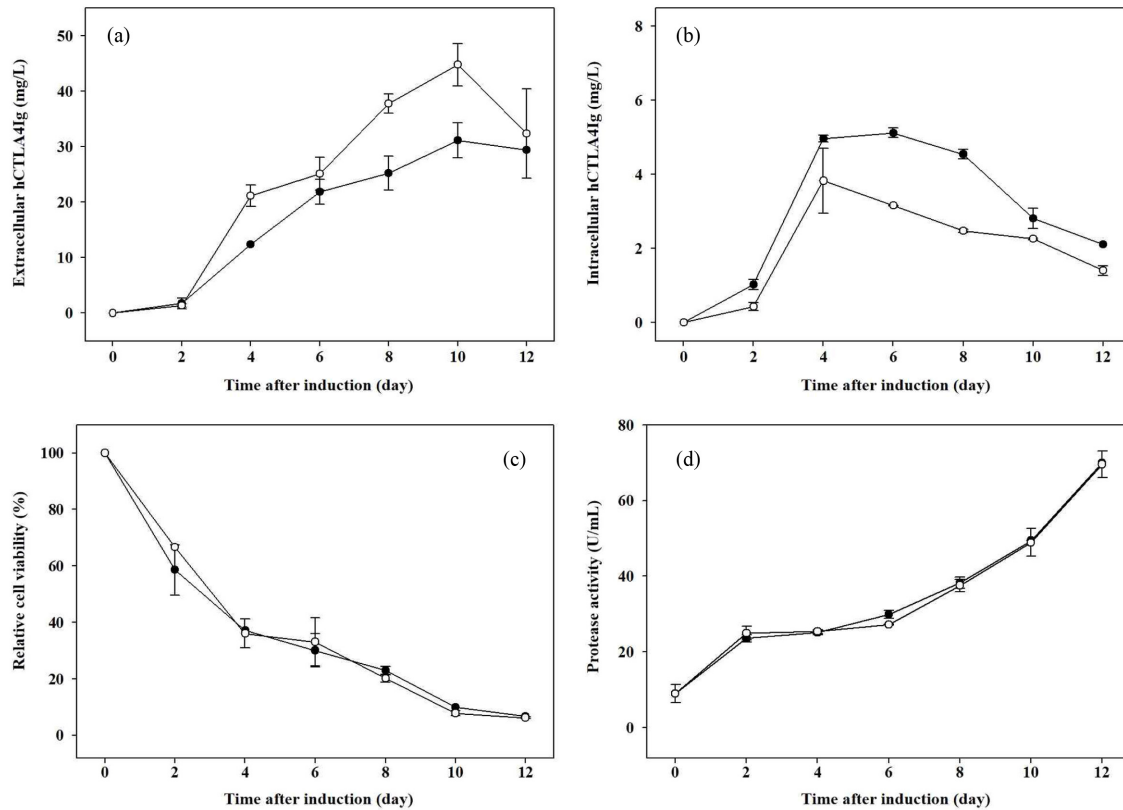 (a)
Extracellular hCTLA4Ig (mg/L)
50
40
30
20
10
0
0 2 4 6 8 10 12
Time after induction (day)
(b)
Intracellular hCTLA4Ig (mg/L)
8
6
4
2
0
0 2 4 6 8 10 12
Time after induction (day)
(c)
Relative cell viability (%)
100
80
60
40
20
0
0 2 4 6 8 10 12
Time after induction (day)
(d)
Protease activity (U/mL)
80
60
40
20
0
0 2 4 6 8 10 12
Time after induction (day)